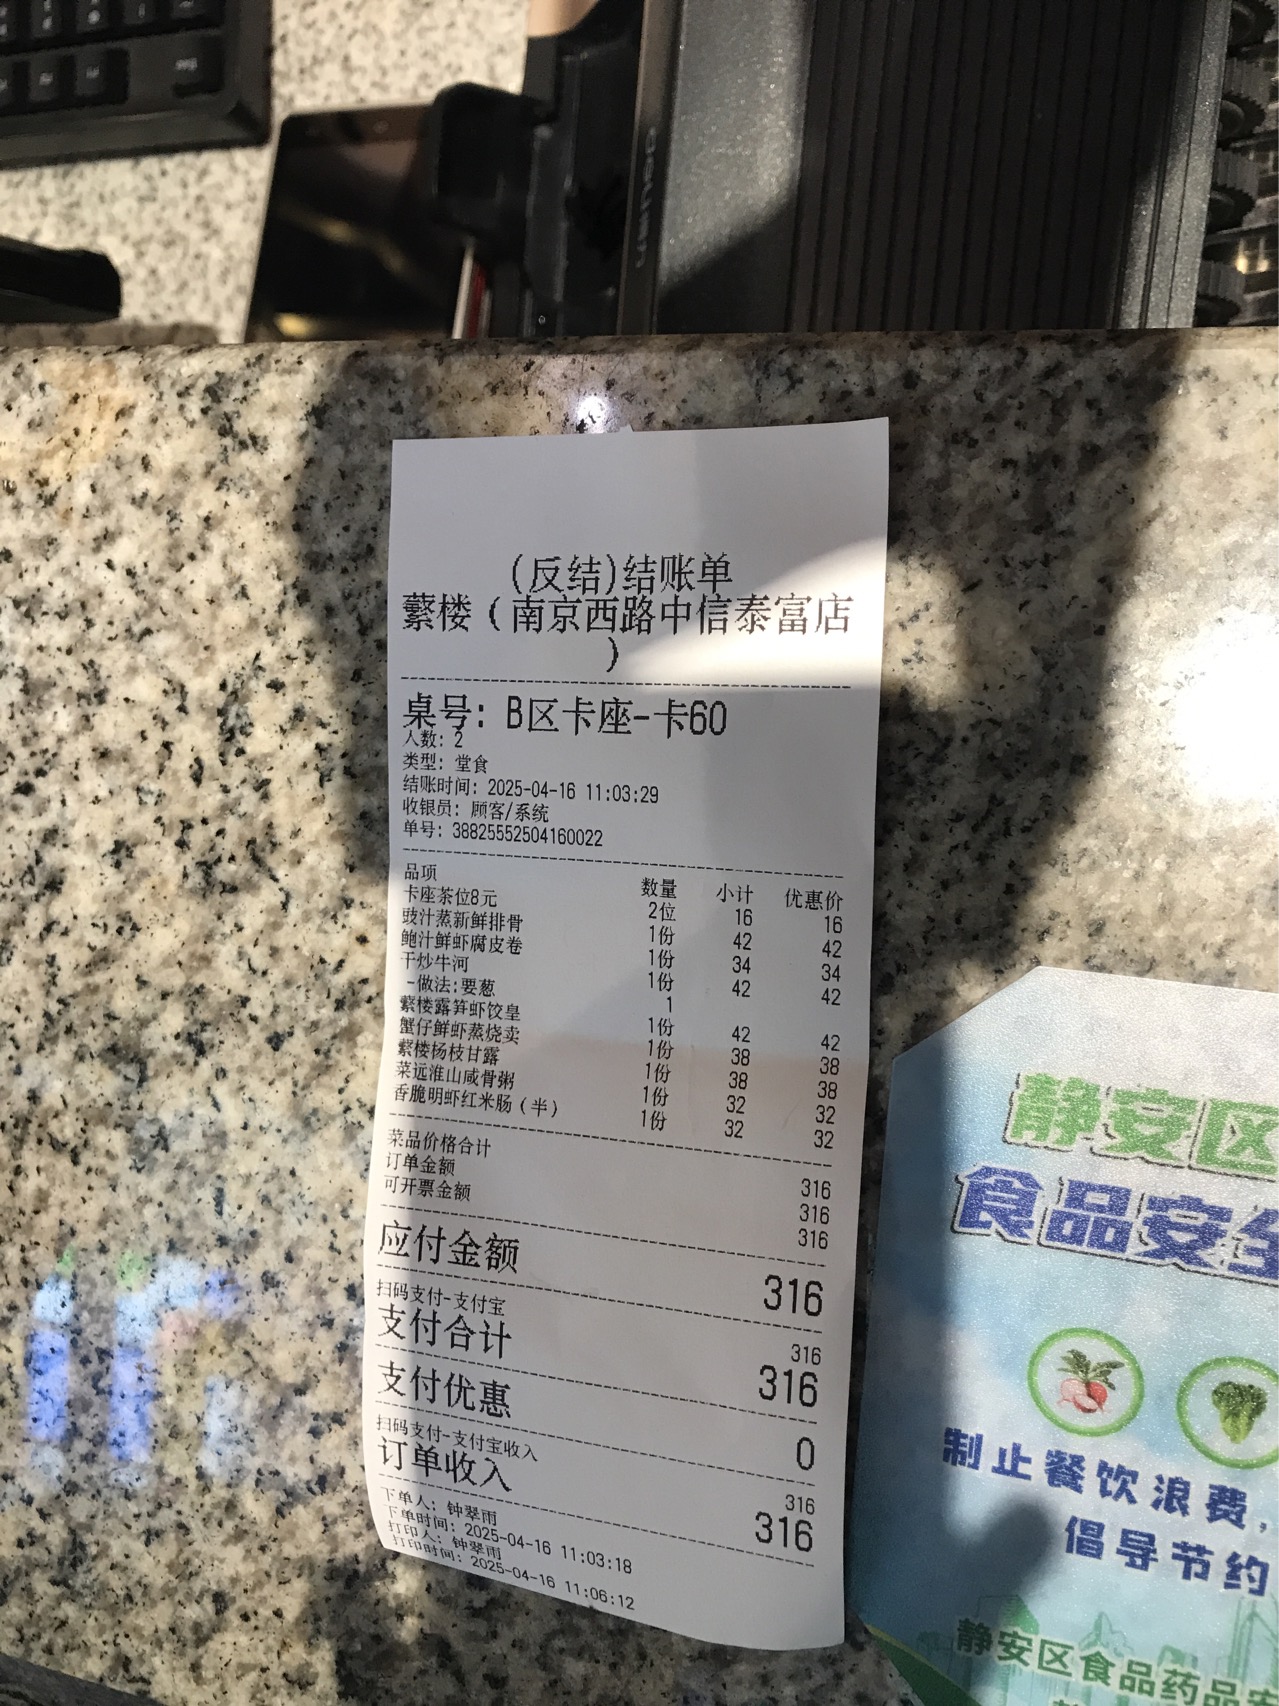 (反结)结账单
蘩楼（南京西路中信泰富店
）
桌号: B区卡座-卡60
人数: 2
类型: 堂食
结账时间: 2025-04-16 11:03:29
收银员: 顾客/系统
单号: 38825552504160022
品项 数量 小计 优惠价
卡座茶位8元 2位 16 16
豉汁蒸新鲜排骨 1份 42 42
鲍汁鲜虾腐皮卷 1份 34 34
干炒牛河 1份 42 42
-做法:要葱 1
蘩楼露笋虾饺皇 1份 42 42
蟹仔鲜虾蒸烧卖 1份 38 38
蘩楼杨枝甘露 1份 38 38
菜远淮山咸骨粥 1份 32 32
香脆明虾红米肠（半） 1份 32 32
菜品价格合计 316
订单金额 316
可开票金额 316
应付金额 316
扫码支付-支付宝 316
支付合计 316
支付优惠 0
扫码支付-支付宝收入 316
订单收入 316
下单人: 钟翠雨
下单时间: 2025-04-16 11:03:18
打印人: 钟翠雨
打印时间: 2025-04-16 11:06:12
静安区
食品安全
制止餐饮浪费,
倡导节约
静安区食品药品安